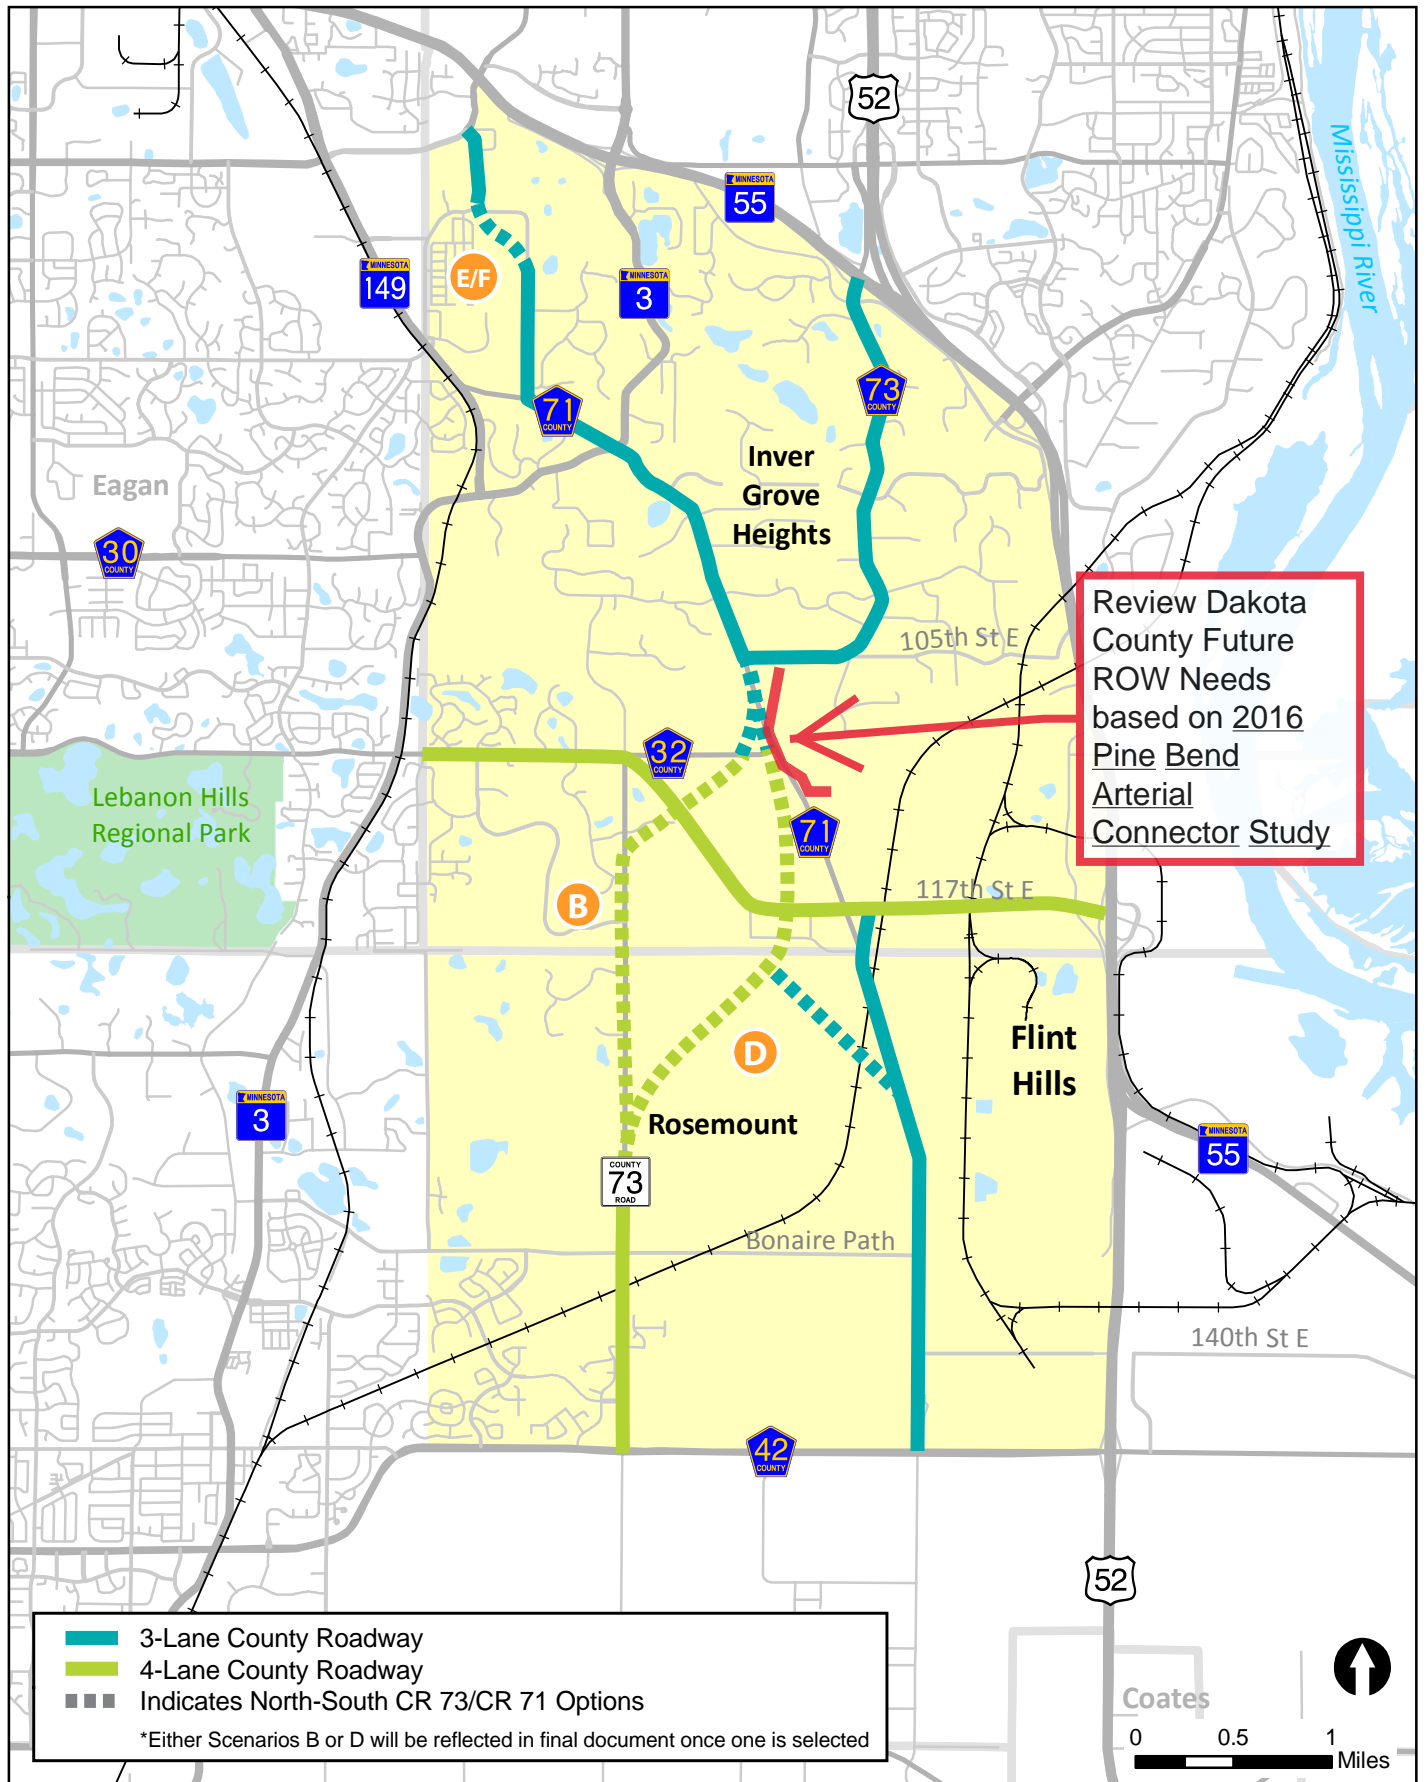 52
MINNESOTA
55
Mississippi River
E/F
MINNESOTA
149
MINNESOTA
3
71
COUNTY
73
COUNTY
Inver
Grove
Heights
Eagan
30
COUNTY
105th St E
Review Dakota
County Future
ROW Needs
based on 2016
Pine Bend
Arterial
Connector Study
32
COUNTY
Lebanon Hills
Regional Park
71
COUNTY
117th St E
B
D
Flint
Hills
MINNESOTA
3
Rosemount
MINNESOTA
55
COUNTY
73
ROAD
Bonaire Path
140th St E
42
COUNTY
52
3-Lane County Roadway
4-Lane County Roadway
Indicates North-South CR 73/CR 71 Options
*Either Scenarios B or D will be reflected in final document once one is selected
Coates
0 0.5 1
Miles